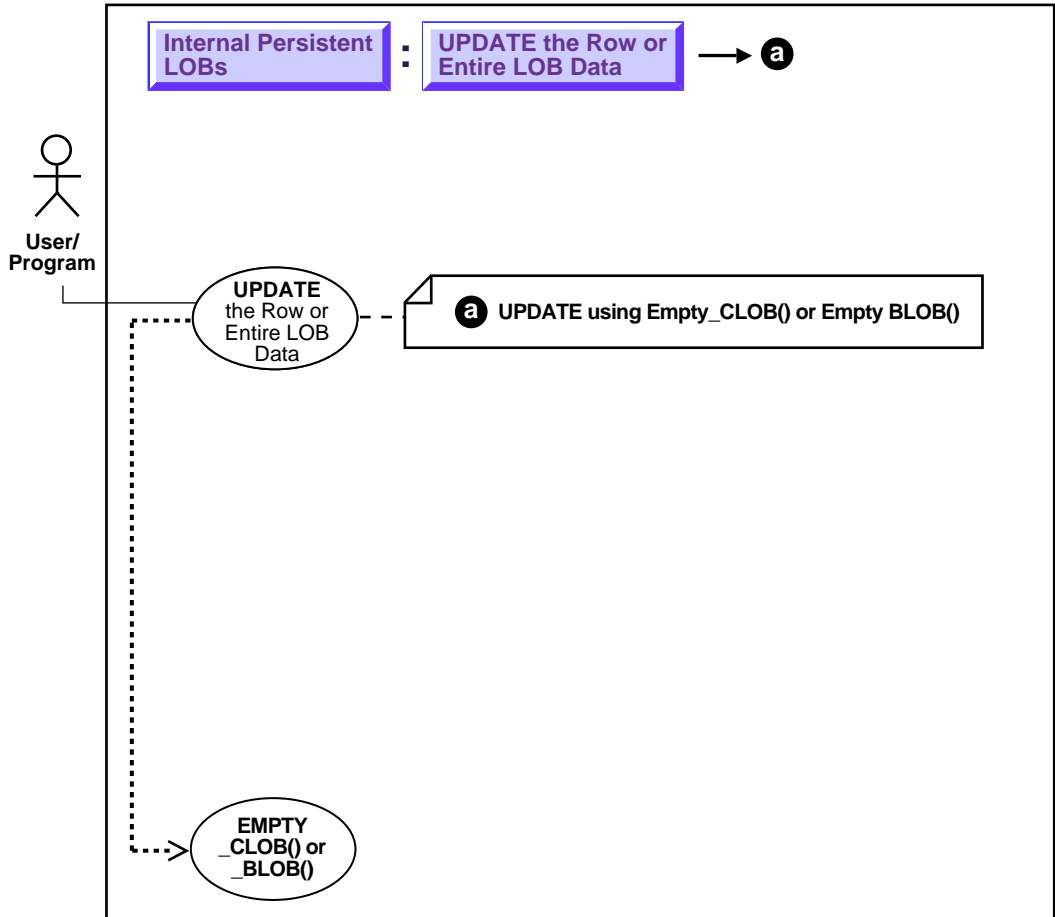 Internal Persistent
LOBs
:
UPDATE the Row or
Entire LOB Data
a
User/
Program
UPDATE
the Row or
Entire LOB
Data
a UPDATE using Empty_CLOB() or Empty BLOB()
EMPTY
_CLOB() or
_BLOB()